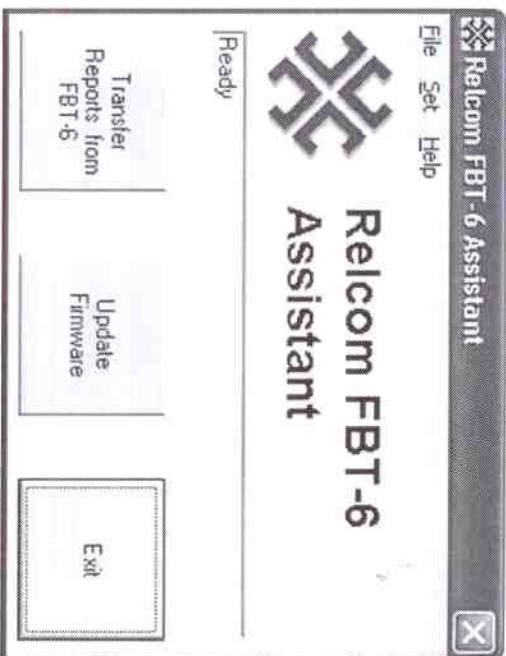 Relcom FBT-6 Assistant
File Set Help
Relcom FBT-6
Assistant
Ready
Transfer
Reports from
FBT-6
Update
Firmware
Exit